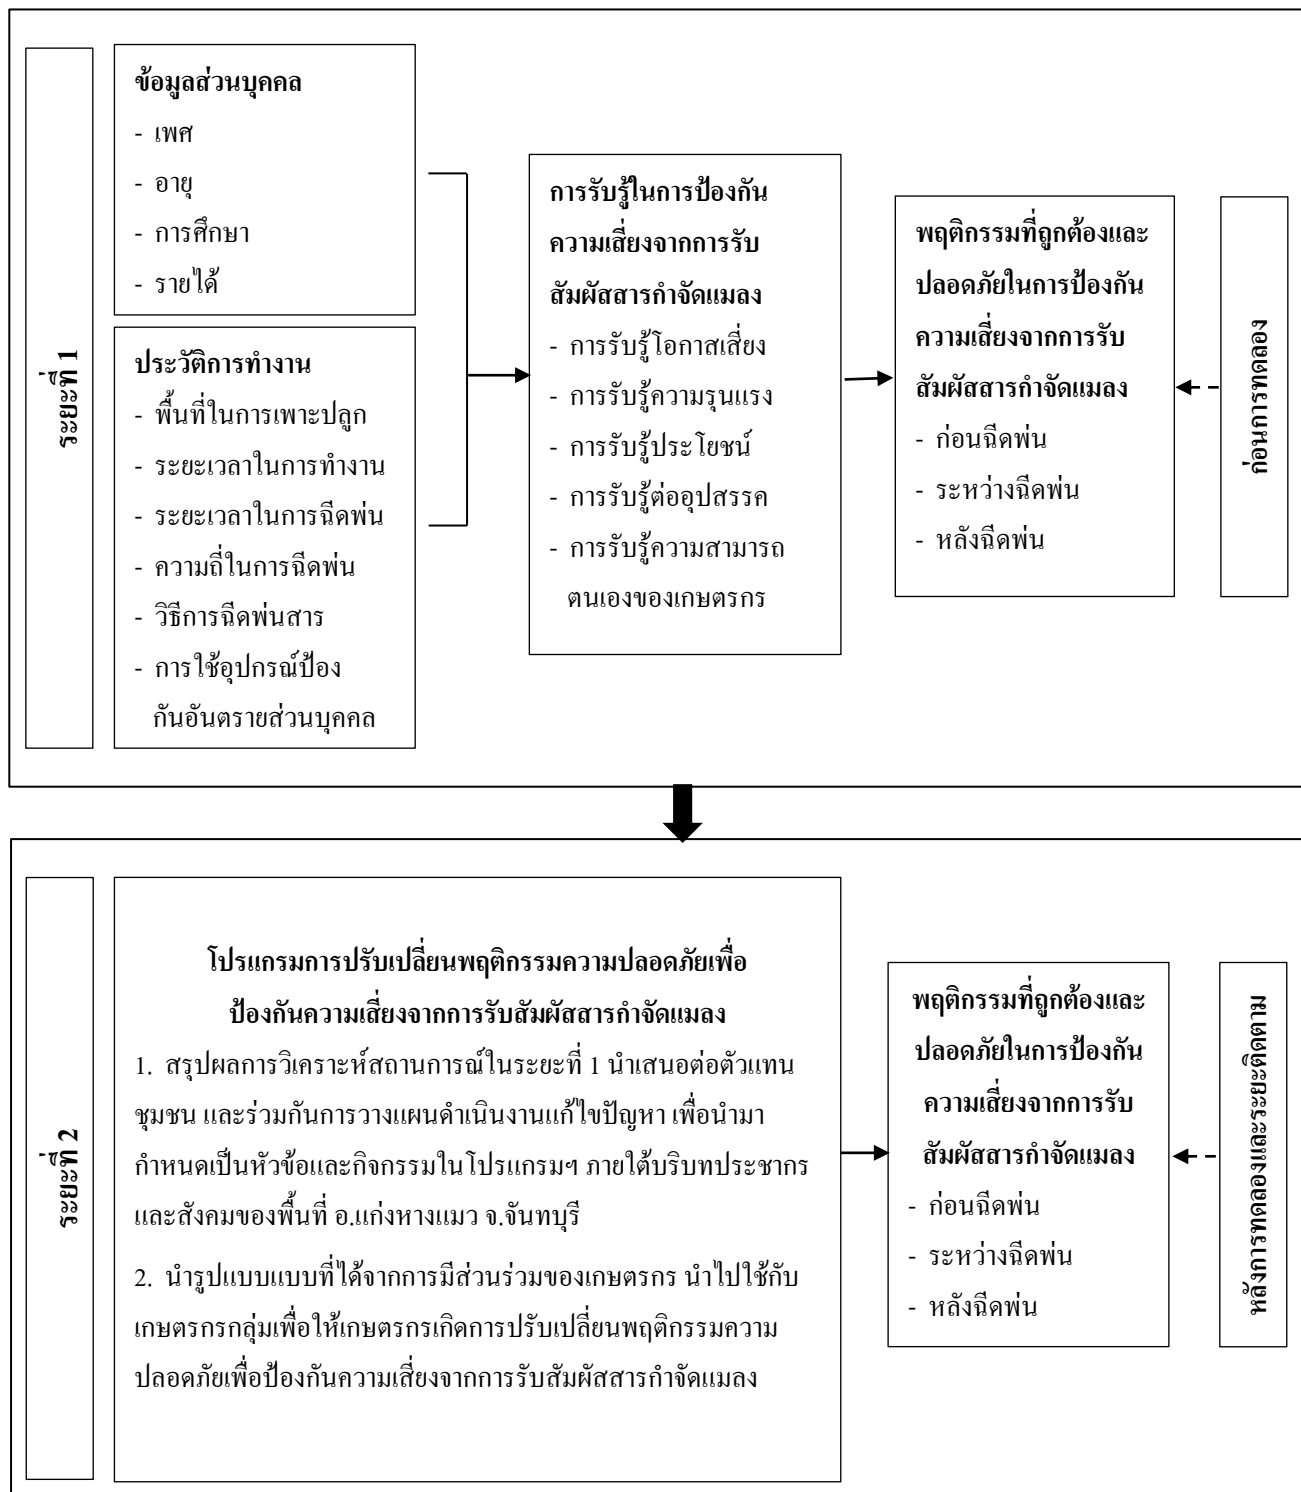 ระยะที่ 1
ข้อมูลส่วนบุคคล
- เพศ
- อายุ
- การศึกษา
- รายได้
ประวัติการทำงาน
- พื้นที่ในการเพาะปลูก
- ระยะเวลาในการทำงาน
- ระยะเวลาในการฉีดพ่น
- ความถี่ในการฉีดพ่น
- วิธีการฉีดพ่นสาร
- การใช้อุปกรณ์ป้อง
กันอันตรายส่วนบุคคล
การรับรู้ในการป้องกัน
ความเสี่ยงจากการรับ
สัมผัสสารกำจัดแมลง
- การรับรู้โอกาสเสี่ยง
- การรับรู้ความรุนแรง
- การรับรู้ประโยชน์
- การรับรู้ต่ออุปสรรค
- การรับรู้ความสามารถ
ตนเองของเกษตรกร
พฤติกรรมที่ถูกต้องและ
ปลอดภัยในการป้องกัน
ความเสี่ยงจากการรับ
สัมผัสสารกำจัดแมลง
- ก่อนฉีดพ่น
- ระหว่างฉีดพ่น
- หลังฉีดพ่น
ก่อนการทดลอง
ระยะที่ 2
โปรแกรมการปรับเปลี่ยนพฤติกรรมความปลอดภัยเพื่อ
ป้องกันความเสี่ยงจากการรับสัมผัสสารกำจัดแมลง
1. สรุปผลการวิเคราะห์สถานการณ์ในระยะที่ 1 นำเสนอต่อตัวแทน
ชุมชน และร่วมกันการวางแผนดำเนินงานแก้ไขปัญหา เพื่อนำมา
กำหนดเป็นหัวข้อและกิจกรรมในโปรแกรมฯ ภายใต้บริบทประชากร
และสังคมของพื้นที่ อ.แก่งหางแมว จ.จันทบุรี
2. นำรูปแบบแบบที่ได้จากการมีส่วนร่วมของเกษตรกร นำไปใช้กับ
เกษตรกรกลุ่มเพื่อให้เกษตรกรเกิดการปรับเปลี่ยนพฤติกรรมความ
ปลอดภัยเพื่อป้องกันความเสี่ยงจากการรับสัมผัสสารกำจัดแมลง
พฤติกรรมที่ถูกต้องและ
ปลอดภัยในการป้องกัน
ความเสี่ยงจากการรับ
สัมผัสสารกำจัดแมลง
- ก่อนฉีดพ่น
- ระหว่างฉีดพ่น
- หลังฉีดพ่น
หลังการทดลองและระยะติดตาม